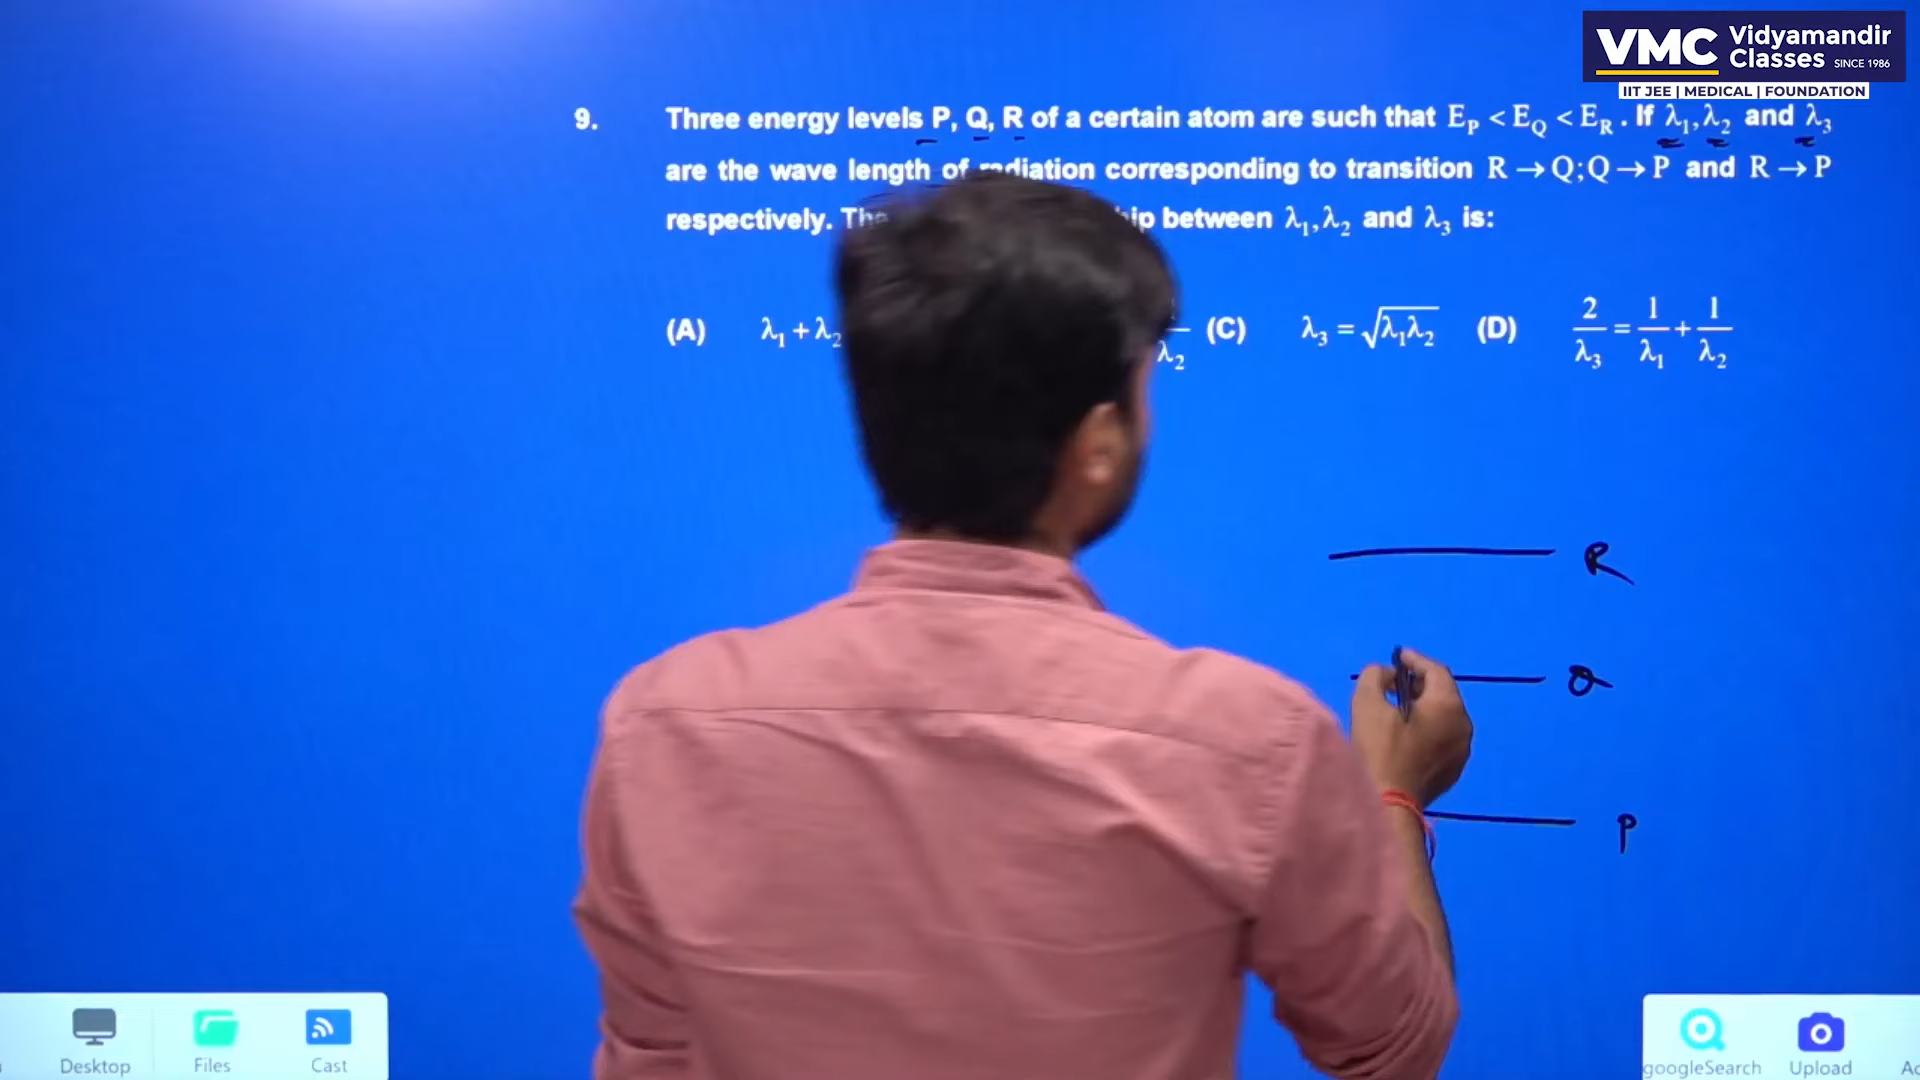 VMC Vidyamandir Classes SINCE 1986
IIT JEE | MEDICAL | FOUNDATION
9. Three energy levels P, Q, R of a certain atom are such that E_P < E_Q < E_R. If λ₁, λ₂ and λ₃
are the wave length of radiation corresponding to transition R → Q; Q → P and R → P
respectively. between λ₁, λ₂ and λ₃ is:
(A) λ₁ + λ₂ λ₂ (C) λ₃ = √λ₁λ₂ (D) 2/λ₃ = 1/λ₁ + 1/λ₂
R
Q
P
Desktop Files Cast
googleSearch Upload